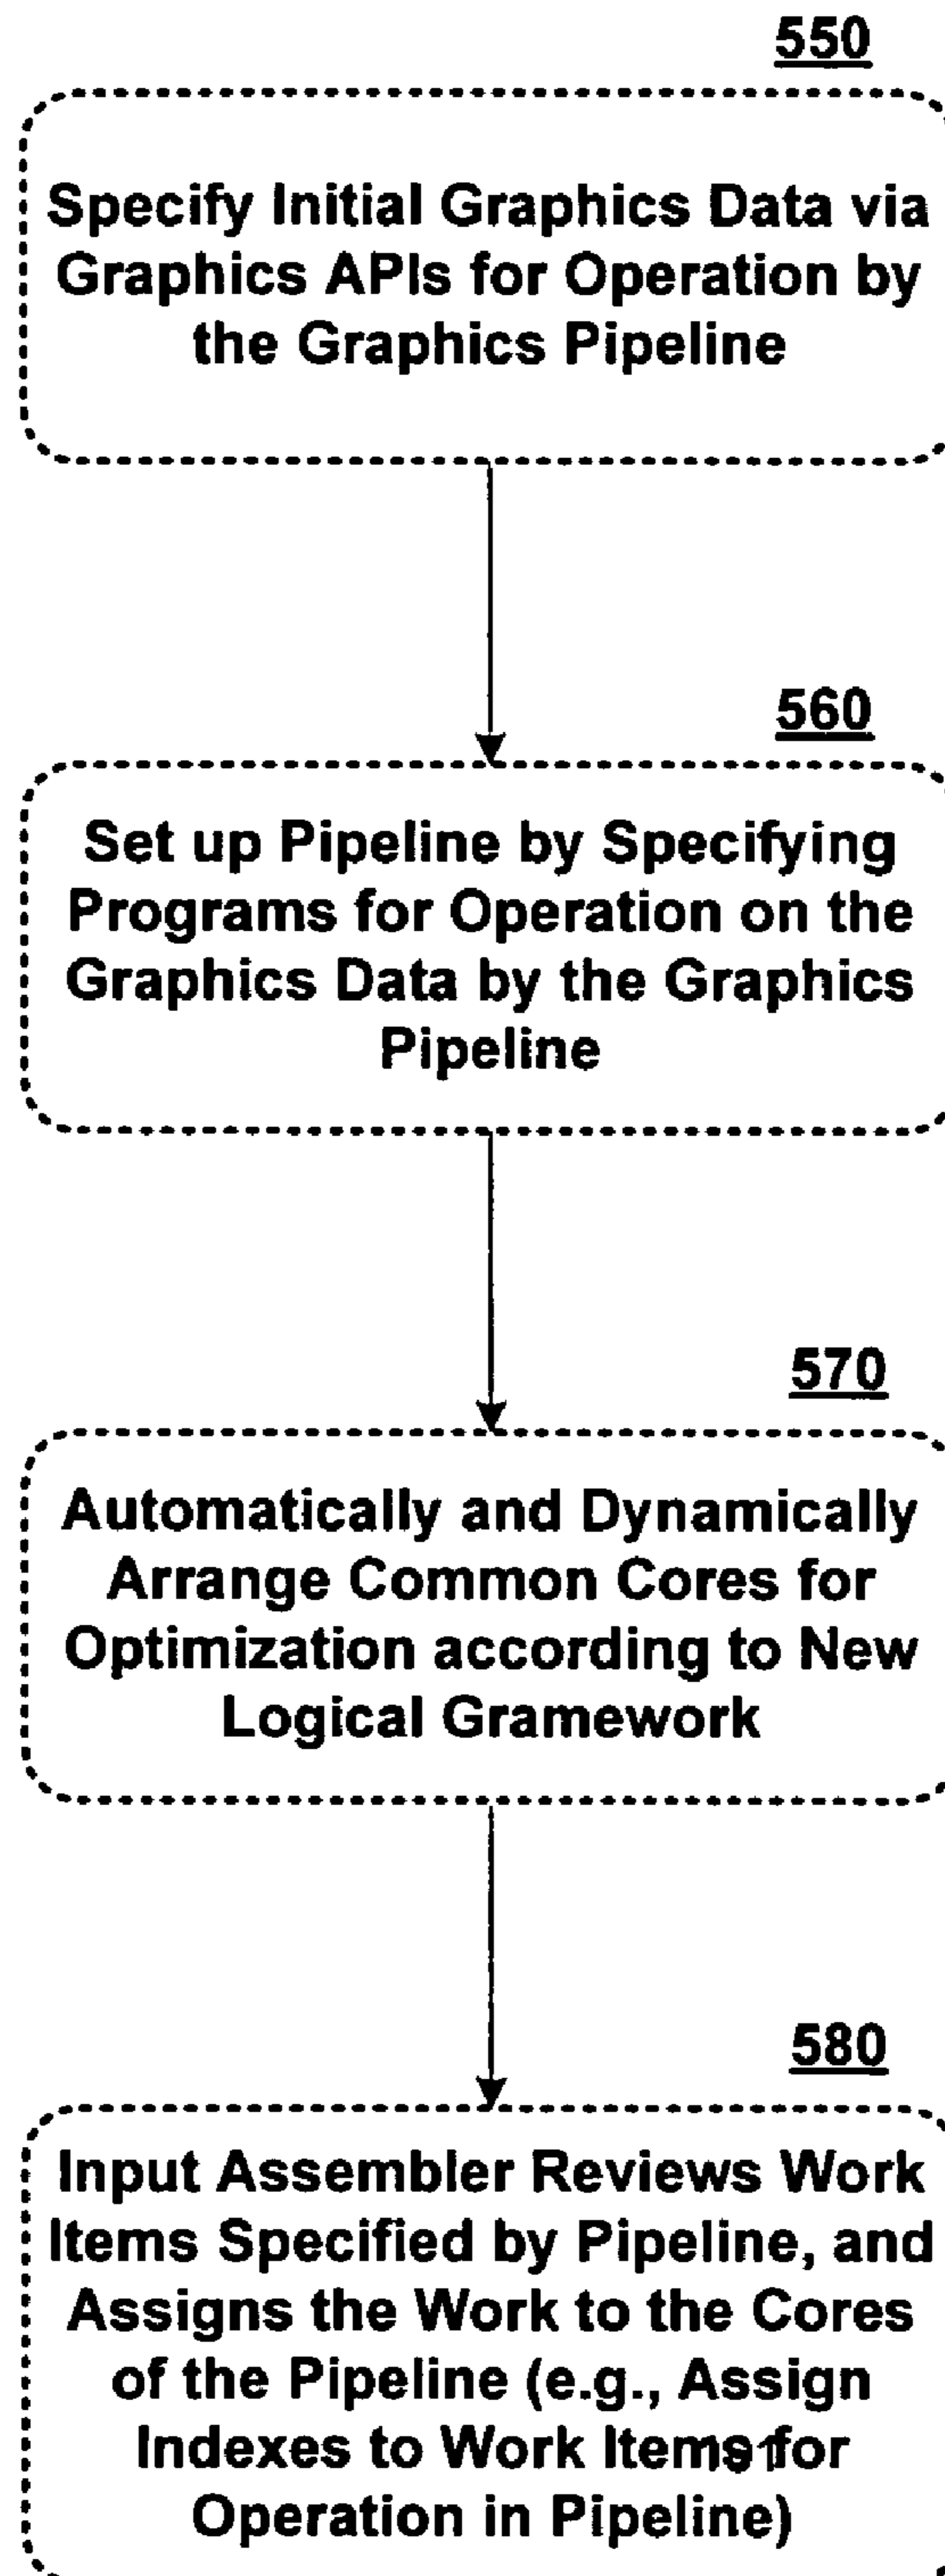 550
Specify Initial Graphics Data via
Graphics APIs for Operation by
the Graphics Pipeline
560
Set up Pipeline by Specifying
Programs for Operation on the
Graphics Data by the Graphics
Pipeline
570
Automatically and Dynamically
Arrange Common Cores for
Optimization according to New
Logical Gramework
580
Input Assembler Reviews Work
Items Specified by Pipeline, and
Assigns the Work to the Cores
of the Pipeline (e.g., Assign
Indexes to Work Items for
Operation in Pipeline)